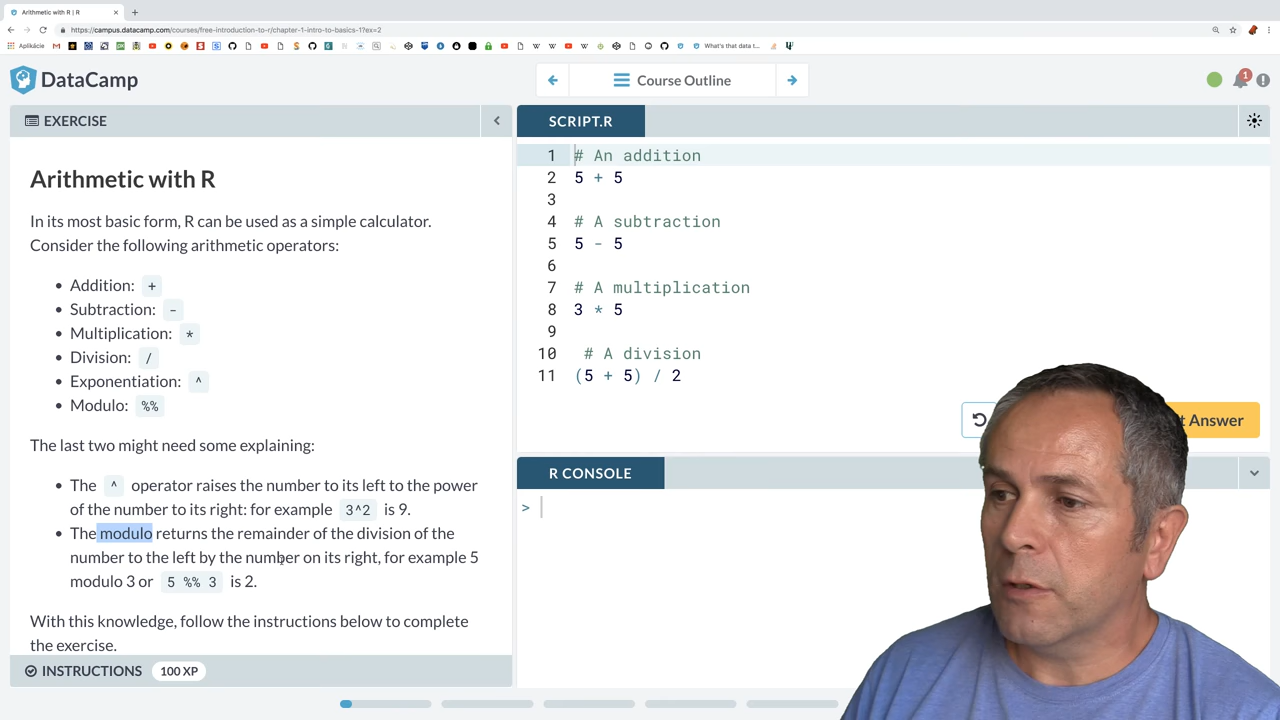 Arithmetic with R | R
https://campus.datacamp.com/courses/free-introduction-to-r/chapter-1-intro-to-basics-1?ex=2
Aplikácie
What's that data t...
DataCamp
Course Outline
1
EXERCISE
SCRIPT.R
Arithmetic with R
In its most basic form, R can be used as a simple calculator.
Consider the following arithmetic operators:
• Addition: +
• Subtraction: -
• Multiplication: *
• Division: /
• Exponentiation: ^
• Modulo: %%
The last two might need some explaining:
• The ^ operator raises the number to its left to the power
of the number to its right: for example 3^2 is 9.
• The modulo returns the remainder of the division of the
number to the left by the number on its right, for example 5
modulo 3 or 5 %% 3 is 2.
With this knowledge, follow the instructions below to complete
the exercise.
INSTRUCTIONS 100 XP
1 # An addition
2 5 + 5
3
4 # A subtraction
5 5 - 5
6
7 # A multiplication
8 3 * 5
9
10 # A division
11 (5 + 5) / 2
Answer
R CONSOLE
>